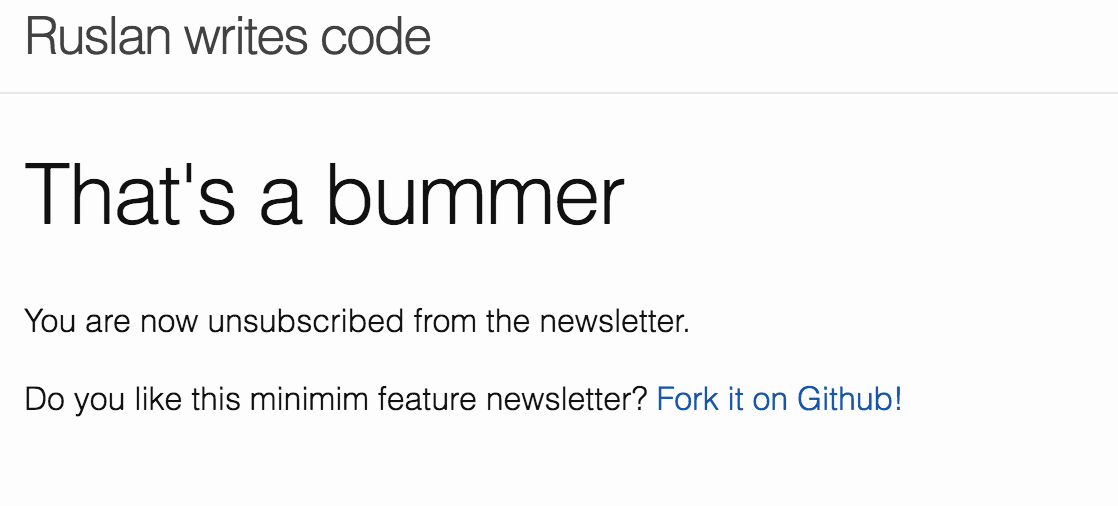 Ruslan writes code
That's a bummer
You are now unsubscribed from the newsletter.
Do you like this minimim feature newsletter? Fork it on Github!